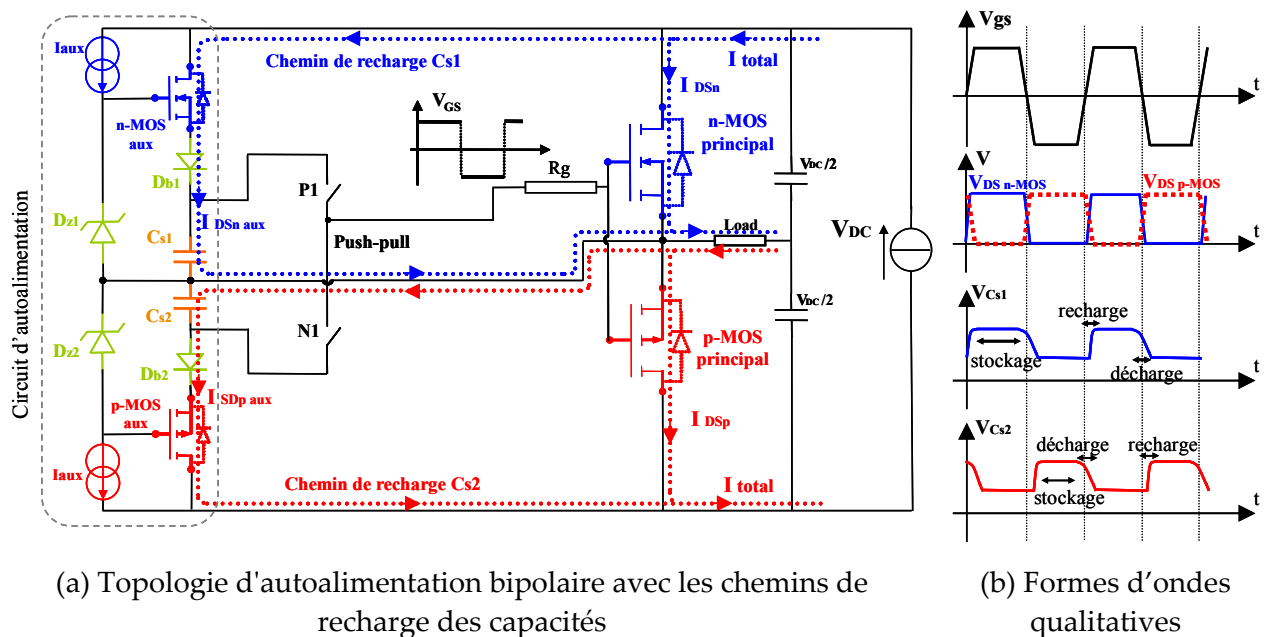 Iaux
Chemin de recharge Cs1
I total
I DSn
n-MOS
aux
VGS
n-MOS
principal
Db1
P1
Rg
VDC/2
Dz1
I DSn aux
Cs1
Push-pull
Load
VDC
Circuit d'autoalimentation
Cs2
N1
VDC/2
Dz2
Db2
p-MOS
principal
I SDp aux
p-MOS
aux
I DSp
Iaux
Chemin de recharge Cs2
I total
(a) Topologie d'autoalimentation bipolaire avec les chemins de
recharge des capacités
Vgs
t
V
VDS n-MOS
VDS p-MOS
t
VCs1
recharge
stockage
décharge
t
VCs2
décharge
recharge
stockage
t
(b) Formes d’ondes
qualitatives